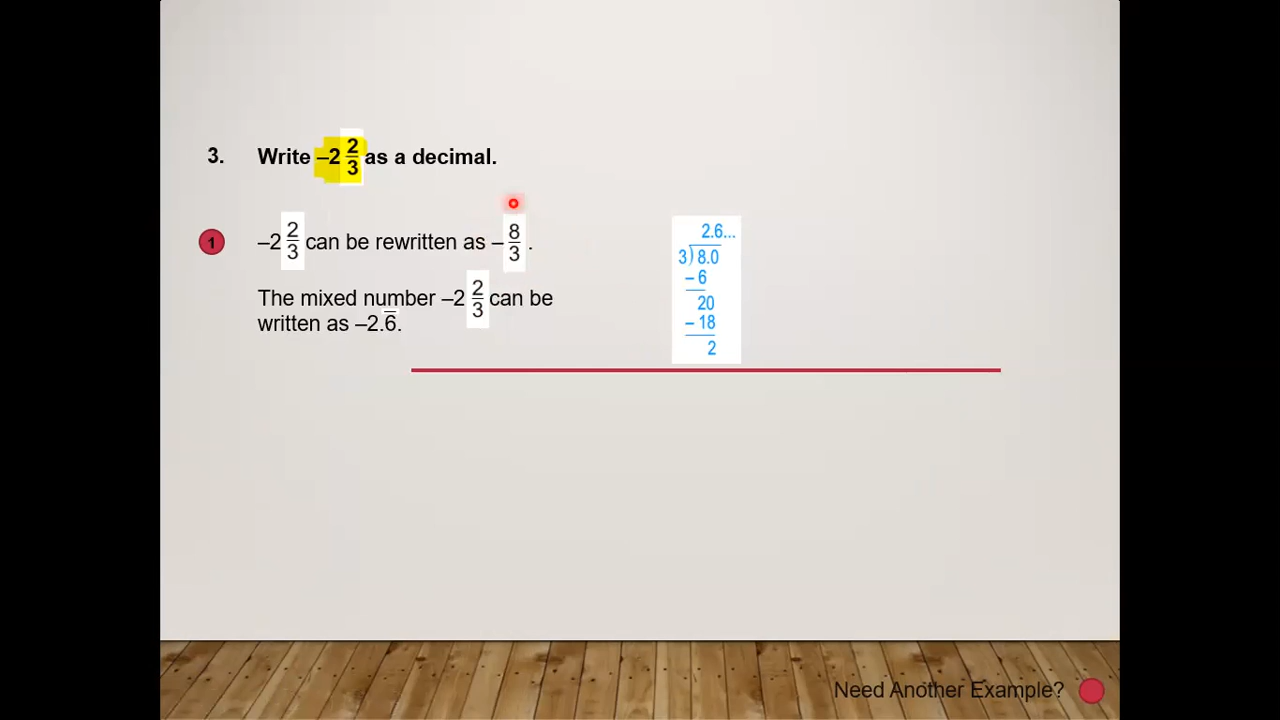 3. Write –2 2/3 as a decimal.
1 –2 2/3 can be rewritten as – 8/3 .
The mixed number –2 2/3 can be
written as –2.6̅.
2.6...
3) 8.0
– 6
20
– 18
2
Need Another Example?